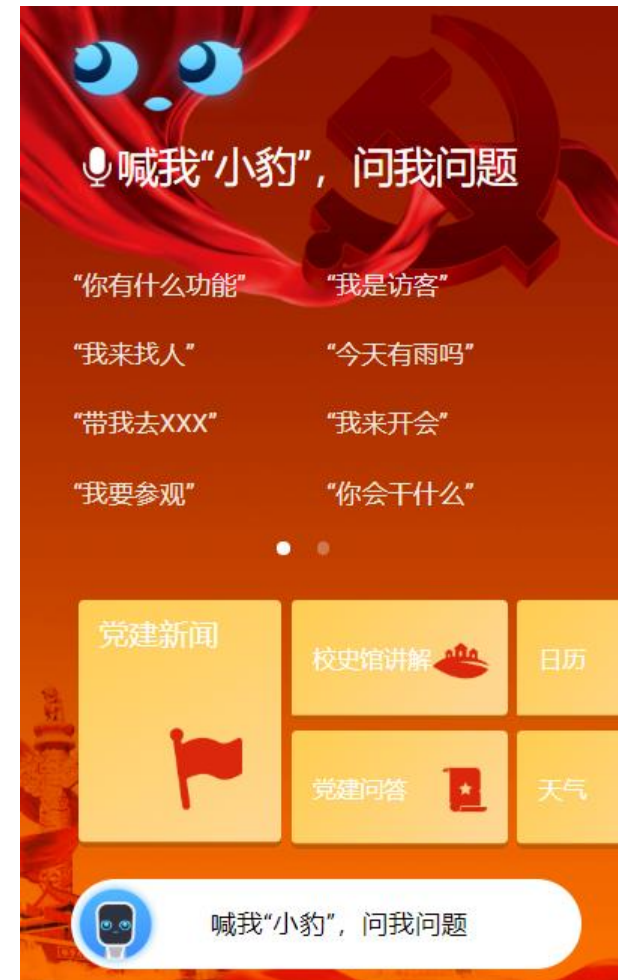 喊我“小豹”，问我问题
“你有什么功能” “我是访客”
“我来找人” “今天有雨吗”
“带我去XXX” “我来开会”
“我要参观” “你会干什么”
党建新闻
校史馆讲解
日历
党建问答
天气
喊我“小豹”，问我问题